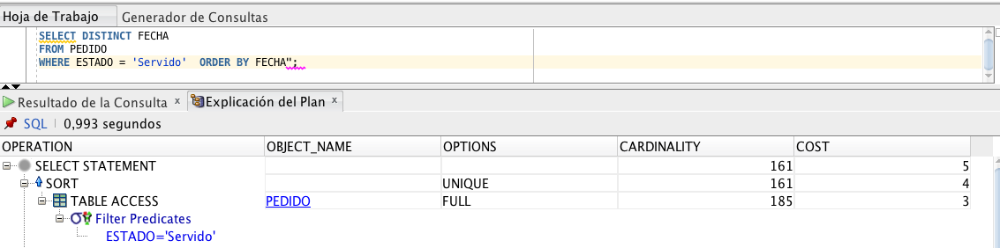 Hoja de Trabajo Generador de Consultas
SELECT DISTINCT FECHA
FROM PEDIDO
WHERE ESTADO = 'Servido'  ORDER BY FECHA";
Resultado de la Consulta x Explicación del Plan x
SQL | 0,993 segundos
OPERATION OBJECT_NAME OPTIONS CARDINALITY COST
SELECT STATEMENT 161 5
SORT UNIQUE 161 4
TABLE ACCESS PEDIDO FULL 185 3
Filter Predicates
ESTADO='Servido'